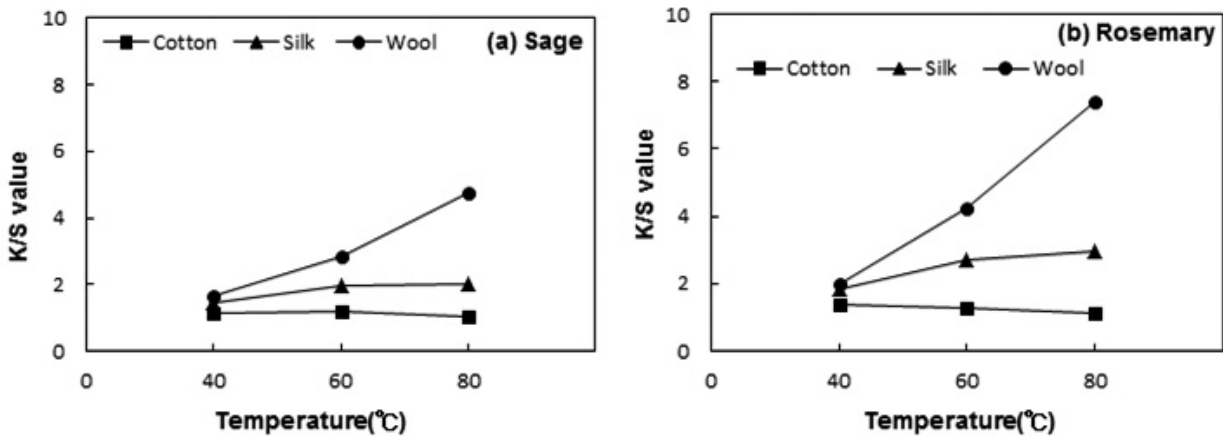 10
8
6
4
2
0
K/S value
Cotton Silk Wool
(a) Sage
0 40 60 80
Temperature(℃)
10
8
6
4
2
0
K/S value
(b) Rosemary
Cotton Silk Wool
0 40 60 80
Temperature(℃)